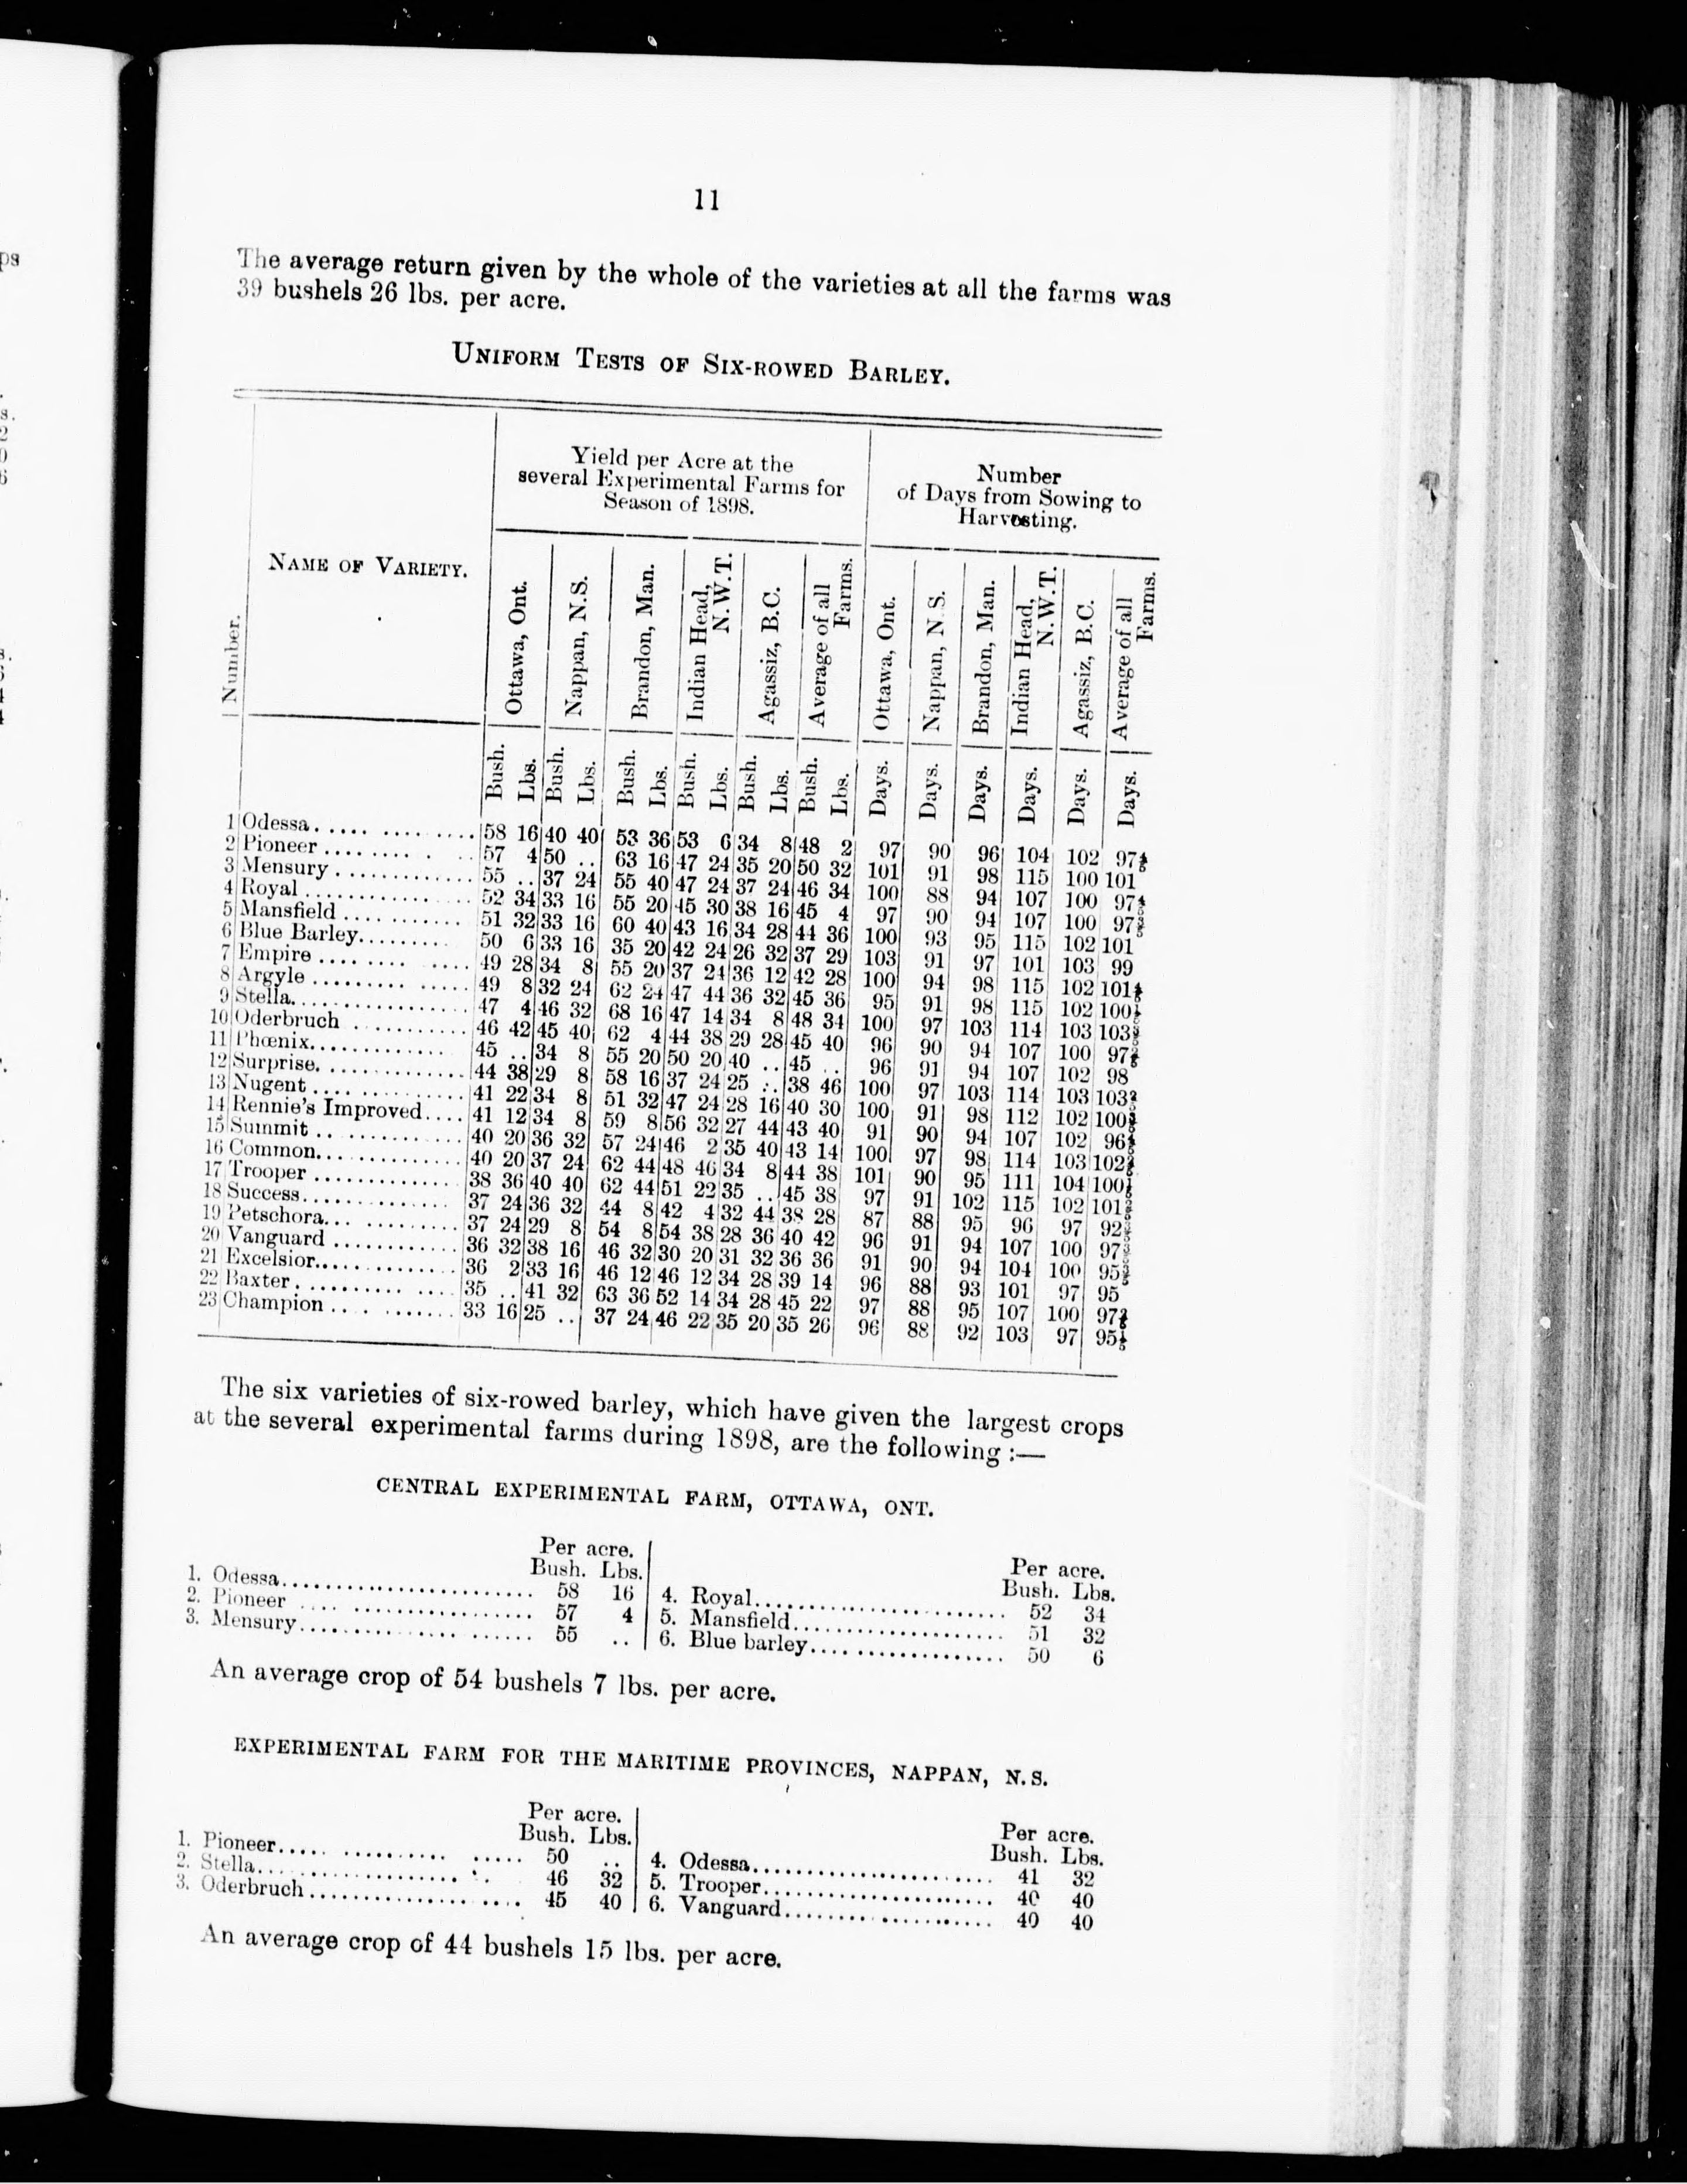 11
The average return given by the whole of the varieties at all the farms was
39 bushels 26 lbs. per acre.
UNIFORM TESTS OF SIX-ROWED BARLEY.
Number.
NAME OF VARIETY.
Yield per Acre at the
several Experimental Farms for
Season of 1898.
Number
of Days from Sowing to
Harvesting.
Ottawa, Ont. Nappan, N.S. Brandon, Man. Indian Head, N.W.T. Agassiz, B.C. Average of all Farms. Ottawa, Ont. Nappan, N.S. Brandon, Man. Indian Head, N.W.T. Agassiz, B.C. Average of all Farms.
Bush. Lbs. Bush. Lbs. Bush. Lbs. Bush. Lbs. Bush. Lbs. Bush. Lbs. Days. Days. Days. Days. Days. Days.
1 Odessa 58 16 40 40 53 36 53 6 34 8 48 2 97 90 96 104 102
2 Pioneer 57 4 50 .. 63 16 47 24 35 20 50 32 101 91 98 115 100 101
3 Mensury 55 .. 37 24 55 40 47 24 37 24 46 34 100 88 94 107 100
4 Royal 52 34 33 16 55 20 45 30 38 16 45 4 97 90 94 107 100
5 Mansfield 51 32 33 16 60 40 43 16 34 28 44 36 100 93 95 115 102 101
6 Blue Barley 50 6 33 16 35 20 42 24 26 32 37 29 103 91 97 101 103 99
7 Empire 49 28 34 8 55 20 37 24 36 12 42 28 100 94 98 115 102
8 Argyle 49 8 32 24 62 24 47 44 36 32 45 36 95 91 98 115 102
9 Stella 47 4 46 32 68 16 47 14 34 8 48 34 100 97 103 114 103
10 Oderbruch 46 42 45 40 62 4 44 38 29 28 45 40 96 90 94 107 100
11 Phœnix 45 .. 34 8 55 20 50 20 40 .. 45 .. 96 91 94 107 102 98
12 Surprise 44 38 29 8 58 16 37 24 25 .. 38 46 100 97 103 114 103
13 Nugent 41 22 34 8 51 32 47 24 28 16 40 30 100 91 98 112 102
14 Rennie's Improved 41 12 34 8 59 8 56 32 27 44 43 40 91 90 94 107 102
15 Summit 40 20 36 32 57 24 46 2 35 40 43 14 100 97 98 114 103
16 Common 40 20 37 24 62 44 48 46 34 8 44 38 101 90 95 111 104
17 Trooper 38 36 40 40 62 44 51 22 35 .. 45 38 97 91 102 115 102
18 Success 37 24 36 32 44 8 42 4 32 44 38 28 87 88 95 96 97
19 Petschora 37 24 29 8 54 8 54 38 28 36 40 42 96 91 94 107 100
20 Vanguard 36 32 38 16 46 32 30 20 31 32 36 36 91 90 94 104 100
21 Excelsior 36 2 33 16 46 12 46 12 34 28 39 14 96 88 93 101 97 95
22 Baxter 35 .. 41 32 63 36 52 14 34 28 45 22 97 88 95 107 100
23 Champion 33 16 25 .. 37 24 46 22 35 20 35 26 96 88 92 103 97
The six varieties of six-rowed barley, which have given the largest crops
at the several experimental farms during 1898, are the following :—
CENTRAL EXPERIMENTAL FARM, OTTAWA, ONT.
Per acre. Per acre.
Bush. Lbs. Bush. Lbs.
1. Odessa 58 16 4. Royal 52 34
2. Pioneer 57 4 5. Mansfield 51 32
3. Mensury 55 .. 6. Blue barley 50 6
An average crop of 54 bushels 7 lbs. per acre.
EXPERIMENTAL FARM FOR THE MARITIME PROVINCES, NAPPAN, N.S.
Per acre. Per acre.
Bush. Lbs. Bush. Lbs.
1. Pioneer 50 .. 4. Odessa 41 32
2. Stella 46 32 5. Trooper 40 40
3. Oderbruch 45 40 6. Vanguard 40 40
An average crop of 44 bushels 15 lbs. per acre.